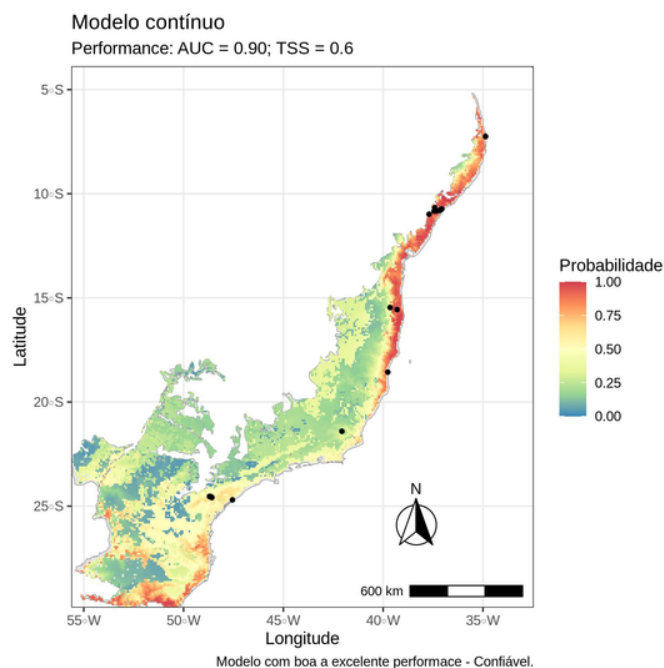 Modelo contínuo
Performance: AUC = 0.90; TSS = 0.6
5°S
10°S
15°S
20°S
25°S
Latitude
55°W
50°W
45°W
40°W
35°W
Longitude
N
600 km
Probabilidade
1.00
0.75
0.50
0.25
0.00
Modelo com boa a excelente performace - Confiável.